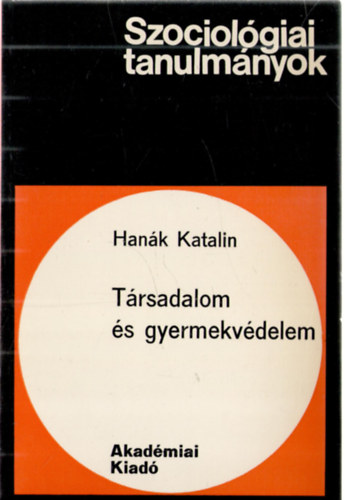 Szociológiai
tanulmányok
Hanák Katalin
Társadalom
és gyermekvédelem
Akadémiai
Kiadó